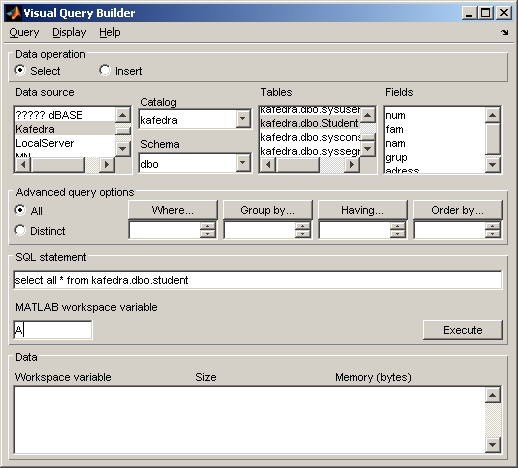 Visual Query Builder
Query Display Help
Data operation
Select Insert
Data source Catalog Tables Fields
????? dBASE
Kafedra
LocalServer
MN
kafedra
Schema
dbo
kafedra.dbo.sysuser
kafedra.dbo.Student
kafedra.dbo.syscons
kafedra.dbo.syssegr
num
fam
nam
grup
adress
Advanced query options
All Where... Group by... Having... Order by...
Distinct
SQL statement
select all * from kafedra.dbo.student
MATLAB workspace variable
A Execute
Data
Workspace variable Size Memory (bytes)